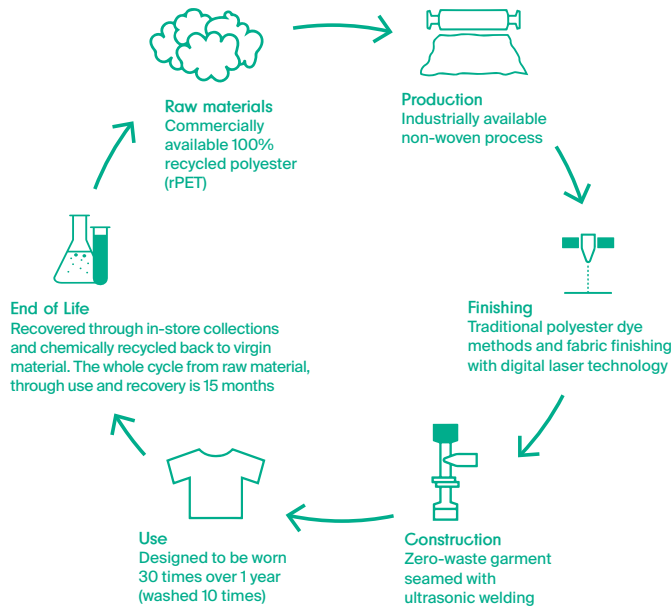 Raw materials
Commercially
available 100%
recycled polyester
(rPET)
Production
Industrially available
non-woven process
Finishing
Traditional polyester dye
methods and fabric finishing
with digital laser technology
Construction
Zero-waste garment
seamed with
ultrasonic welding
Use
Designed to be worn
30 times over 1 year
(washed 10 times)
End of Life
Recovered through in-store collections
and chemically recycled back to virgin
material. The whole cycle from raw material,
through use and recovery is 15 months